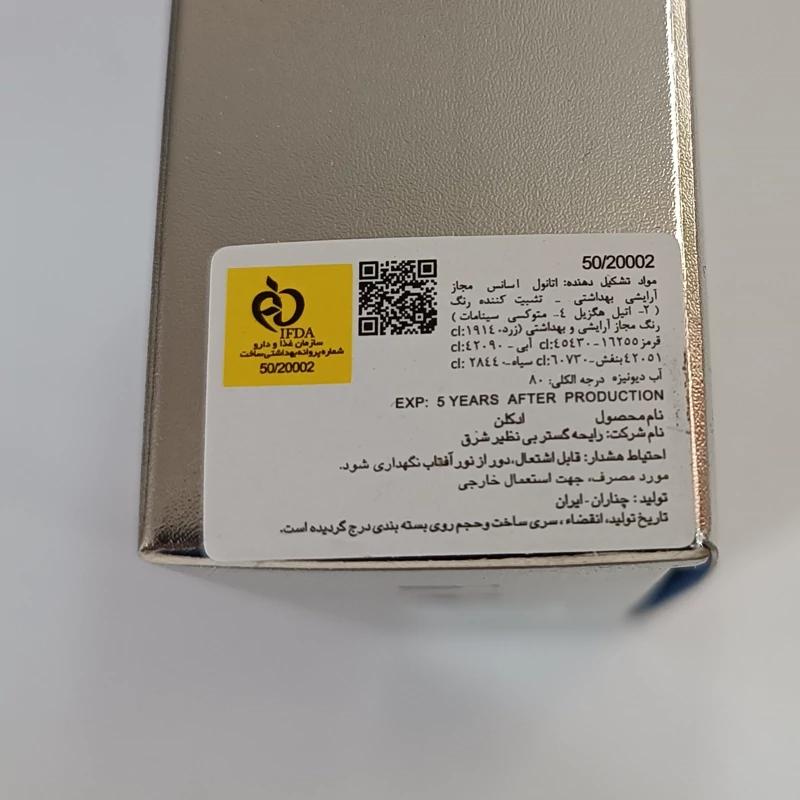 50/20002
مواد تشکیل دهنده: اتانول اسانس مجاز
آرایشی بهداشتی - تثبیت کننده رنگ
(۲- اتیل هگزیل ۴- متوکسی سینامات)
رنگ مجاز آرایشی و بهداشتی (زرد-cl:۱۹۱۴۰
قرمز۱۶۲۵۵-cl:۴۵۴۳۰ آبی - cl:۴۲۰۹۰
۴۲۰۵۱بنفش-cl:۶۰۷۳۰ سیاه-cl: ۲۸۴۴۰
آب دیونیزه درجه الکلی: ۸۰
EXP: 5 YEARS AFTER PRODUCTION
نام محصول ادکلن
نام شرکت: رایحه گستر بی نظیر شرق
احتیاط هشدار: قابل اشتعال،دور از نور آفتاب نگهداری شود.
مورد مصرف، جهت استعمال خارجی
تولید: چناران - ایران
تاریخ تولید، انقضاء، سری ساخت وحجم روی بسته بندی درج گردیده است.
IFDA
سازمان غذا و دارو
شماره پروانه بهداشتی ساخت
50/20002